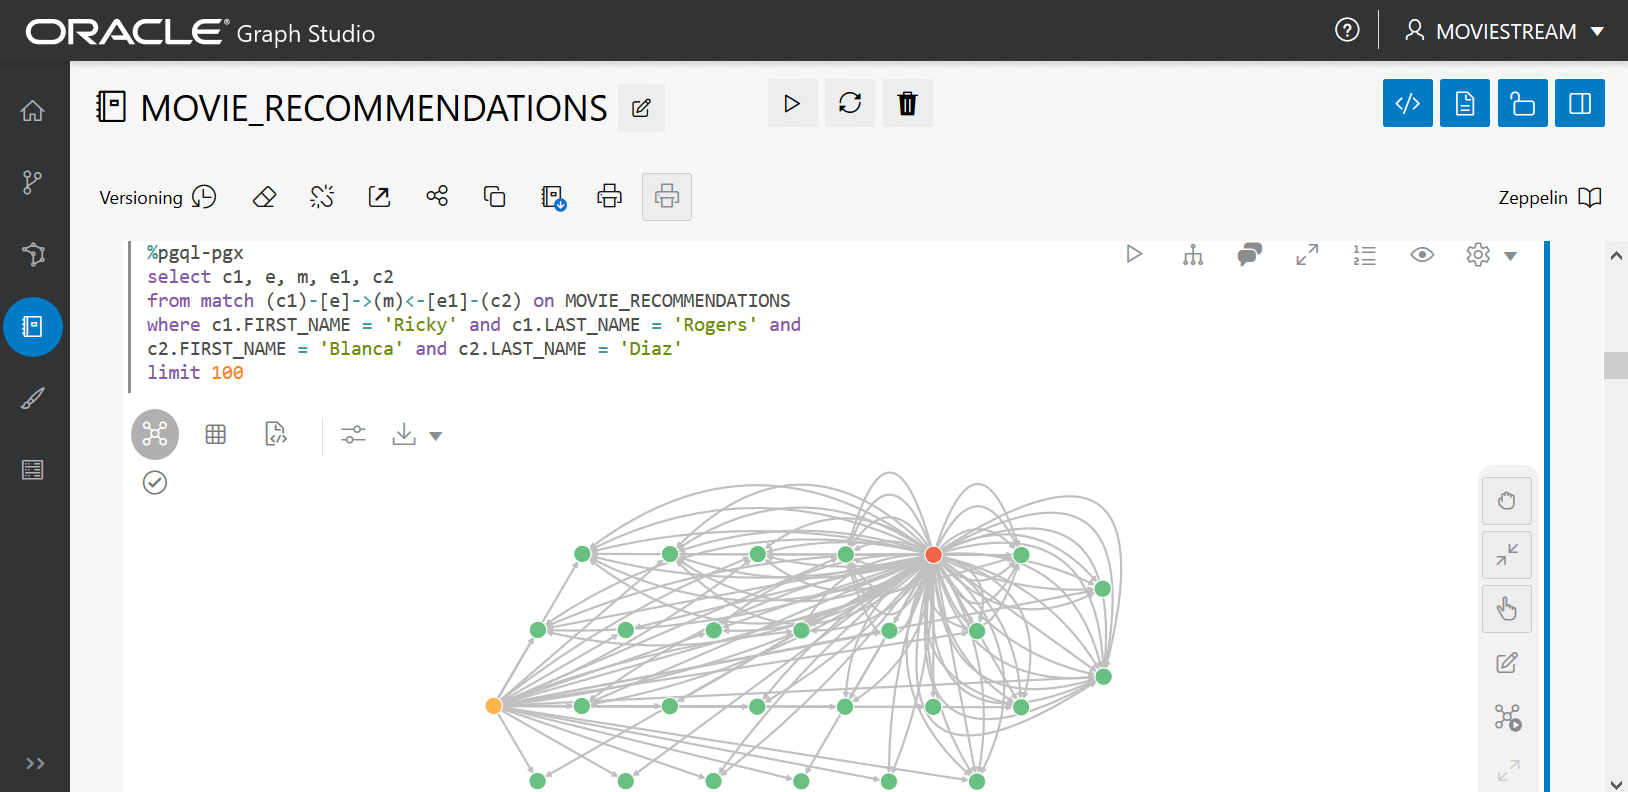 ORACLE® Graph Studio
MOVIESTREAM
MOVIE_RECOMMENDATIONS
Versioning
Zeppelin
%pgql-pgx
select c1, e, m, e1, c2
from match (c1)-[e]->(m)<-[e1]-(c2) on MOVIE_RECOMMENDATIONS
where c1.FIRST_NAME = 'Ricky' and c1.LAST_NAME = 'Rogers' and
c2.FIRST_NAME = 'Blanca' and c2.LAST_NAME = 'Diaz'
limit 100